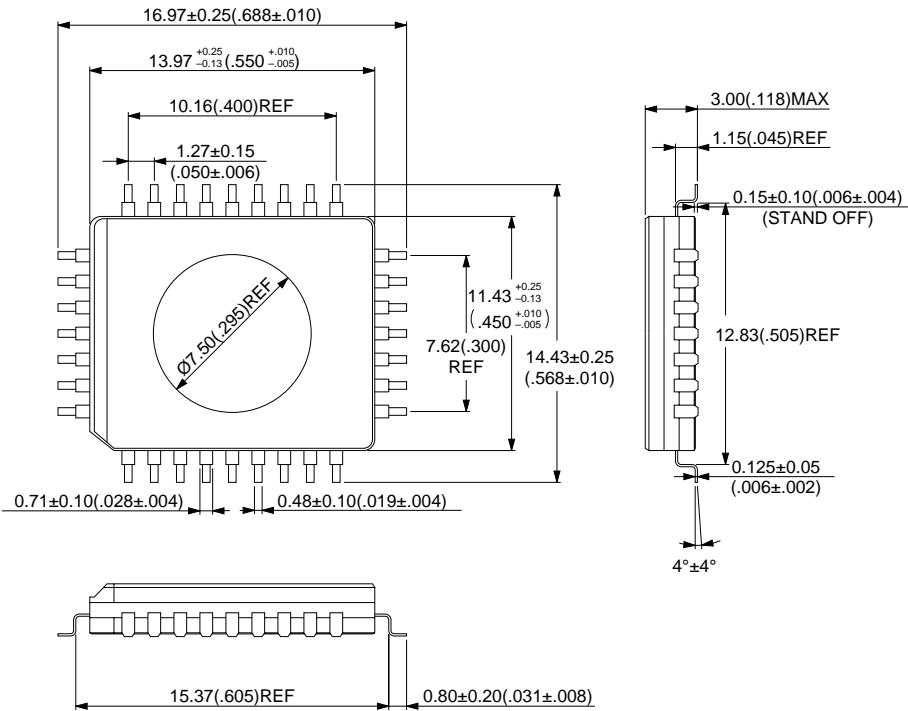 16.97±0.25(.688±.010)
13.97 +0.25 –0.13 (.550 +.010 –.005)
10.16(.400)REF
1.27±0.15
(.050±.006)
Ø7.50(.295)REF
11.43 +0.25 –0.13
(.450 +.010 –.005)
7.62(.300)
REF
14.43±0.25
(.568±.010)
0.71±0.10(.028±.004)
0.48±0.10(.019±.004)
3.00(.118)MAX
1.15(.045)REF
0.15±0.10(.006±.004)
(STAND OFF)
12.83(.505)REF
0.125±0.05
(.006±.002)
4°±4°
15.37(.605)REF
0.80±0.20(.031±.008)